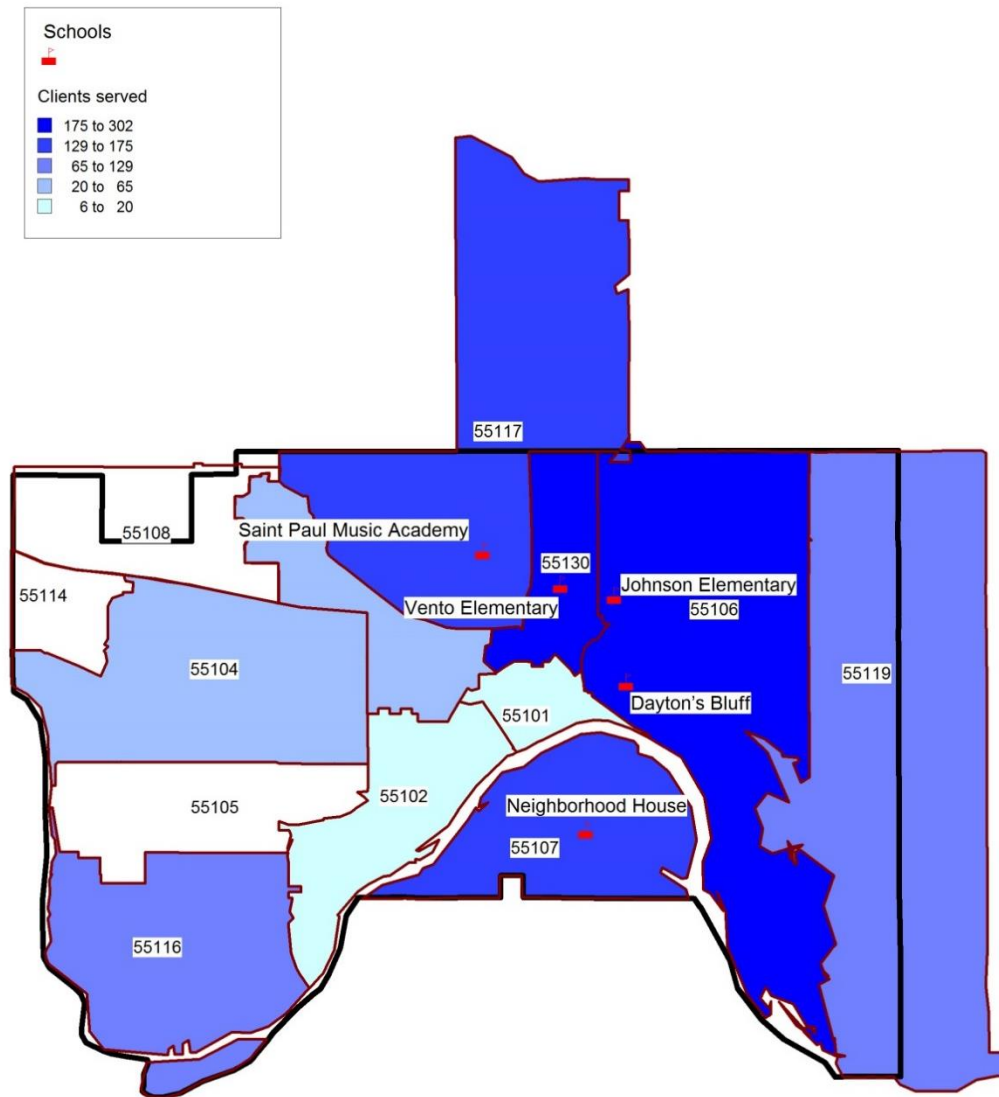 Schools
Clients served
175 to 302
129 to 175
65 to 129
20 to 65
6 to 20
55117
55108
Saint Paul Music Academy
55130
Johnson Elementary
55114
Vento Elementary
55106
55104
55119
Dayton's Bluff
55101
55102
55105
Neighborhood House
55107
55116